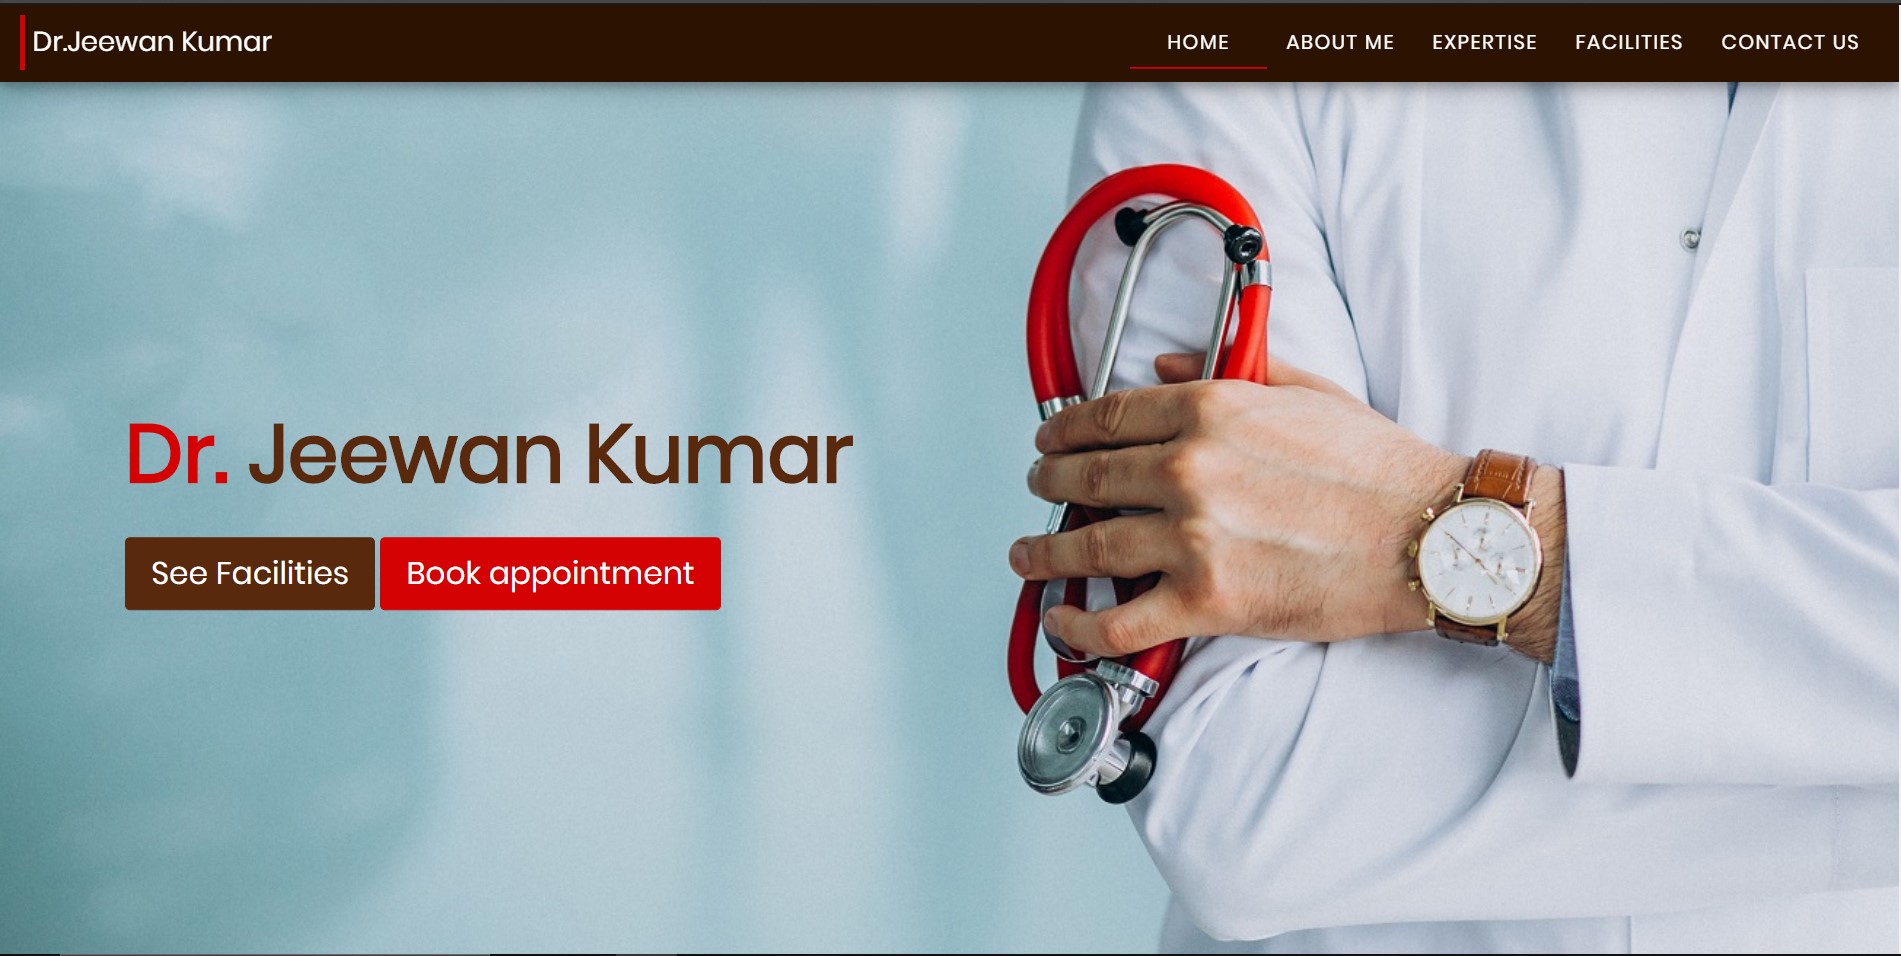 Dr.Jeewan Kumar
HOME ABOUT ME EXPERTISE FACILITIES CONTACT US
Dr. Jeewan Kumar
See Facilities Book appointment